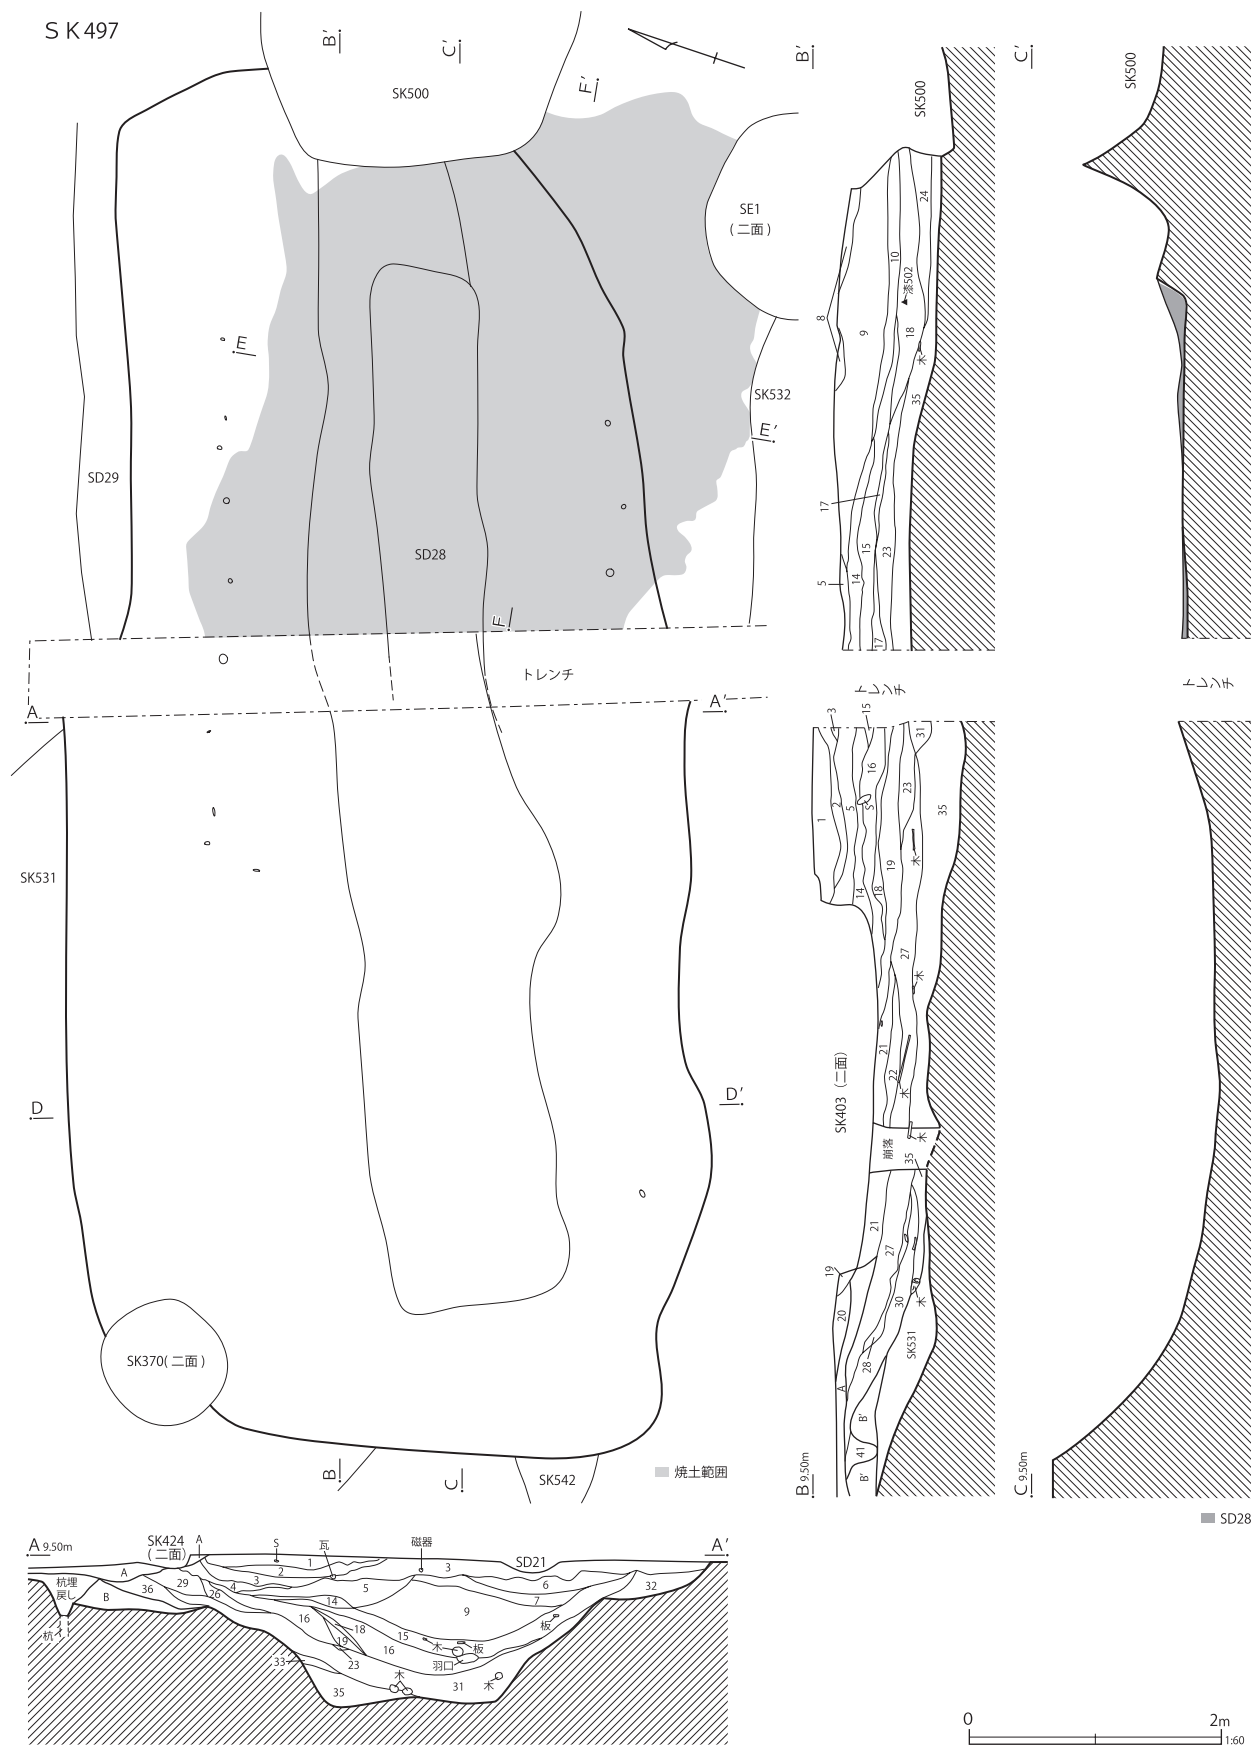 SK497
B'
C'
SK500
F'
SE1
(二面)
E
SK532
E'
SD29
SD28
F
トレンチ
A
A'
SK531
D
D'
SK370(二面)
B
C
SK542
焼土範囲
B'
SK500
24
10
漆502
8
9
18
木
35
17
15
23
14
5
17
トレンチ
3
15
31
16
23
2
5
S
1
35
19
木
14
18
27
木
21
22
木
SK403(二面)
木
崩落
35
21
27
19
30
木
20
SK531
28
A
B'
41
B'
B 9.50m
C'
SK500
トレンチ
C 9.50m
SD28
A 9.50m
SK424
(二面)
A
S
瓦
磁器
SD21
A'
1
2
3
3
A
杭埋
戻し
B
36
29
26
4
5
6
7
32
14
9
16
18
15
板
19
16
木
板
羽口
杭
33
23
木
31
木
35
0
2m
1:60